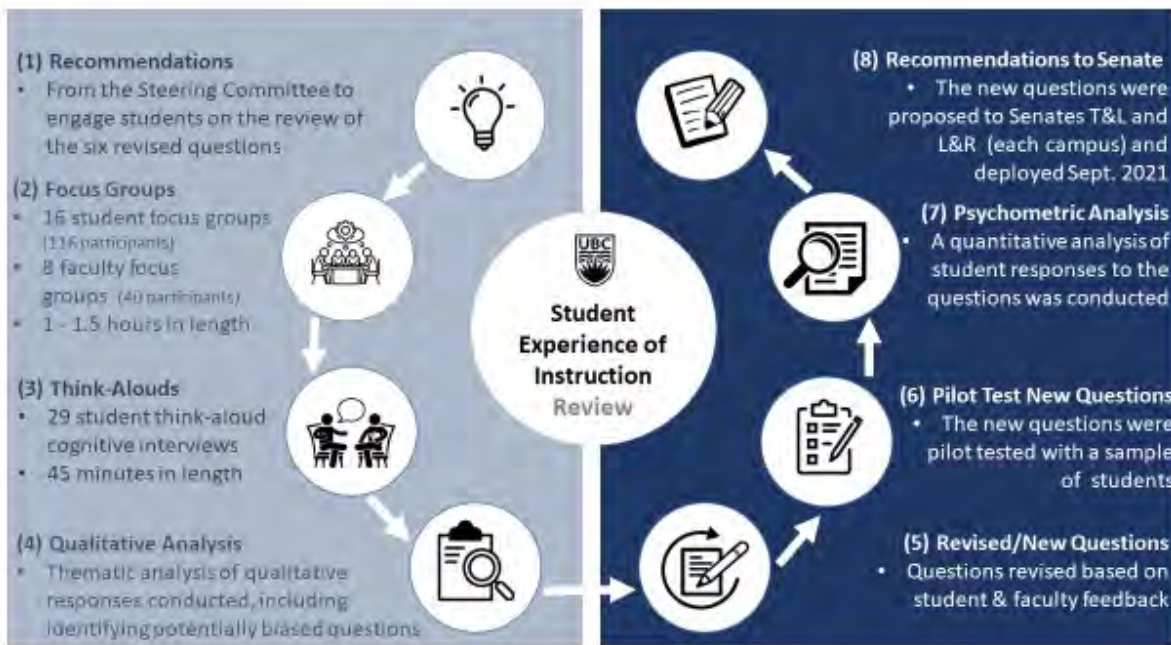 (1) Recommendations
• From the Steering Committee to
engage students on the review of
the six revised questions
(2) Focus Groups
• 16 student focus groups
(116 participants)
• 8 faculty focus
groups (40 participants)
• 1 - 1.5 hours in length
(3) Think-Alouds
• 29 student think-aloud
cognitive interviews
• 45 minutes in length
(4) Qualitative Analysis
• Thematic analysis of qualitative
responses conducted, including
identifying potentially biased questions
UBC
Student
Experience of
Instruction
Review
(5) Revised/New Questions
• Questions revised based on
student & faculty feedback
(6) Pilot Test New Questions
• The new questions were
pilot tested with a sample
of students
(7) Psychometric Analysis
• A quantitative analysis of
student responses to the
questions was conducted
(8) Recommendations to Senate
• The new questions were
proposed to Senates T&L and
L&R (each campus) and
deployed Sept. 2021